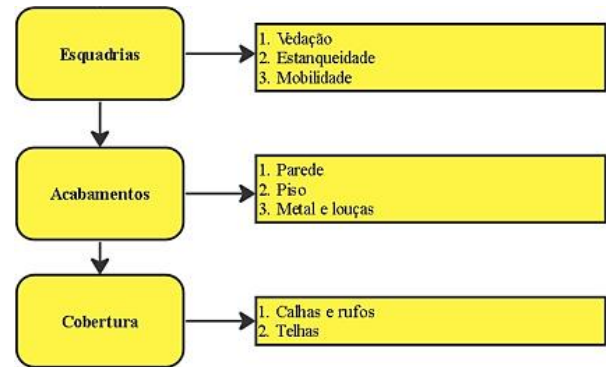 Esquadrias
1. Vedação
2. Estanqueidade
3. Mobilidade
Acabamentos
1. Parede
2. Piso
3. Metal e louças
Cobertura
1. Calhas e rufos
2. Telhas